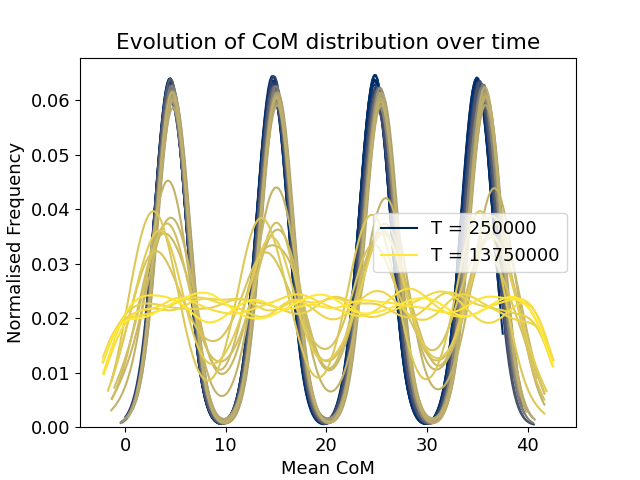 Evolution of CoM distribution over time
Normalised Frequency
0.06
0.05
0.04
0.03
0.02
0.01
0.00
T = 250000
T = 13750000
0 10 20 30 40
Mean CoM